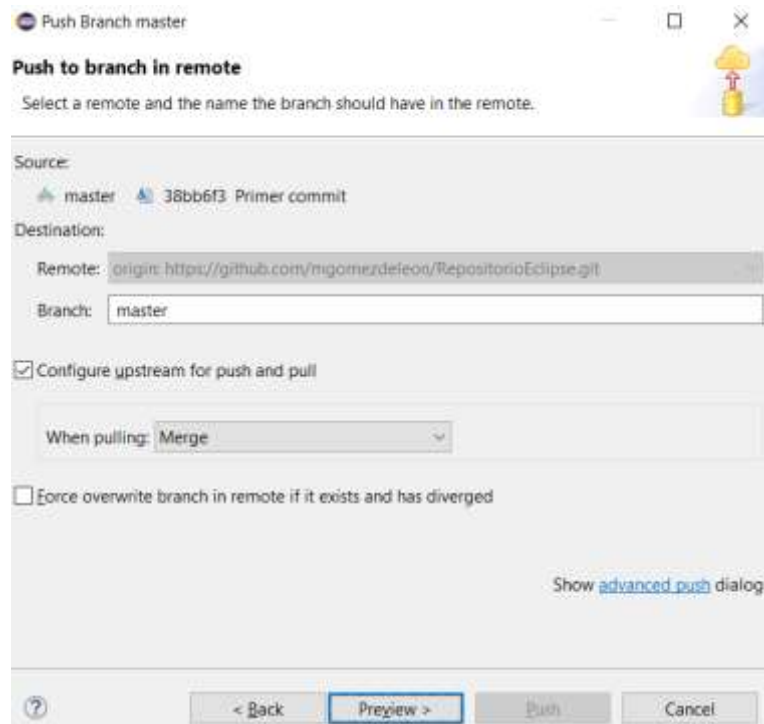 Push Branch master
Push to branch in remote
Select a remote and the name the branch should have in the remote.
Source:
master 38bb6f3 Primer commit
Destination:
Remote: origin: https://github.com/mgomezdeleon/RepositorioEclipse.git
Branch: master
Configure upstream for push and pull
When pulling: Merge
Force overwrite branch in remote if it exists and has diverged
Show advanced push dialog
? < Back Preview > Push Cancel